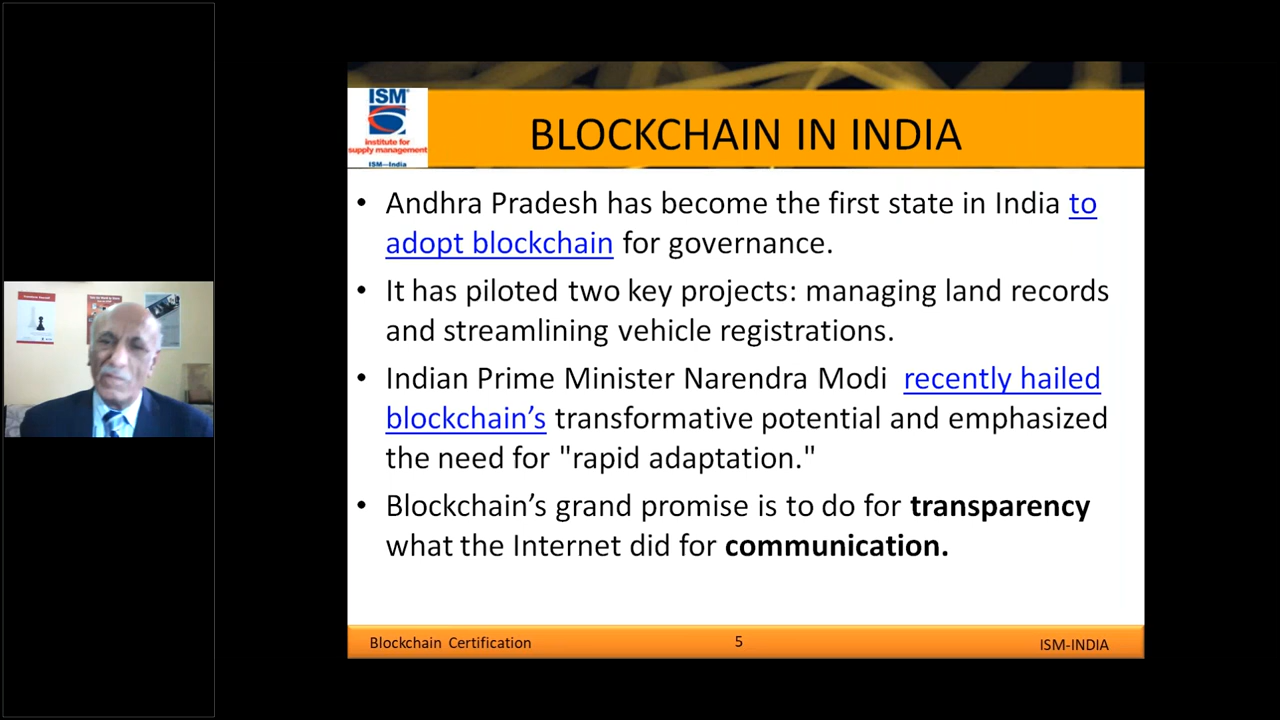 ISM®
institute for
supply management
ISM—India
BLOCKCHAIN IN INDIA
• Andhra Pradesh has become the first state in India to
adopt blockchain for governance.
• It has piloted two key projects: managing land records
and streamlining vehicle registrations.
• Indian Prime Minister Narendra Modi recently hailed
blockchain’s transformative potential and emphasized
the need for "rapid adaptation."
• Blockchain’s grand promise is to do for transparency
what the Internet did for communication.
Blockchain Certification
5
ISM-INDIA